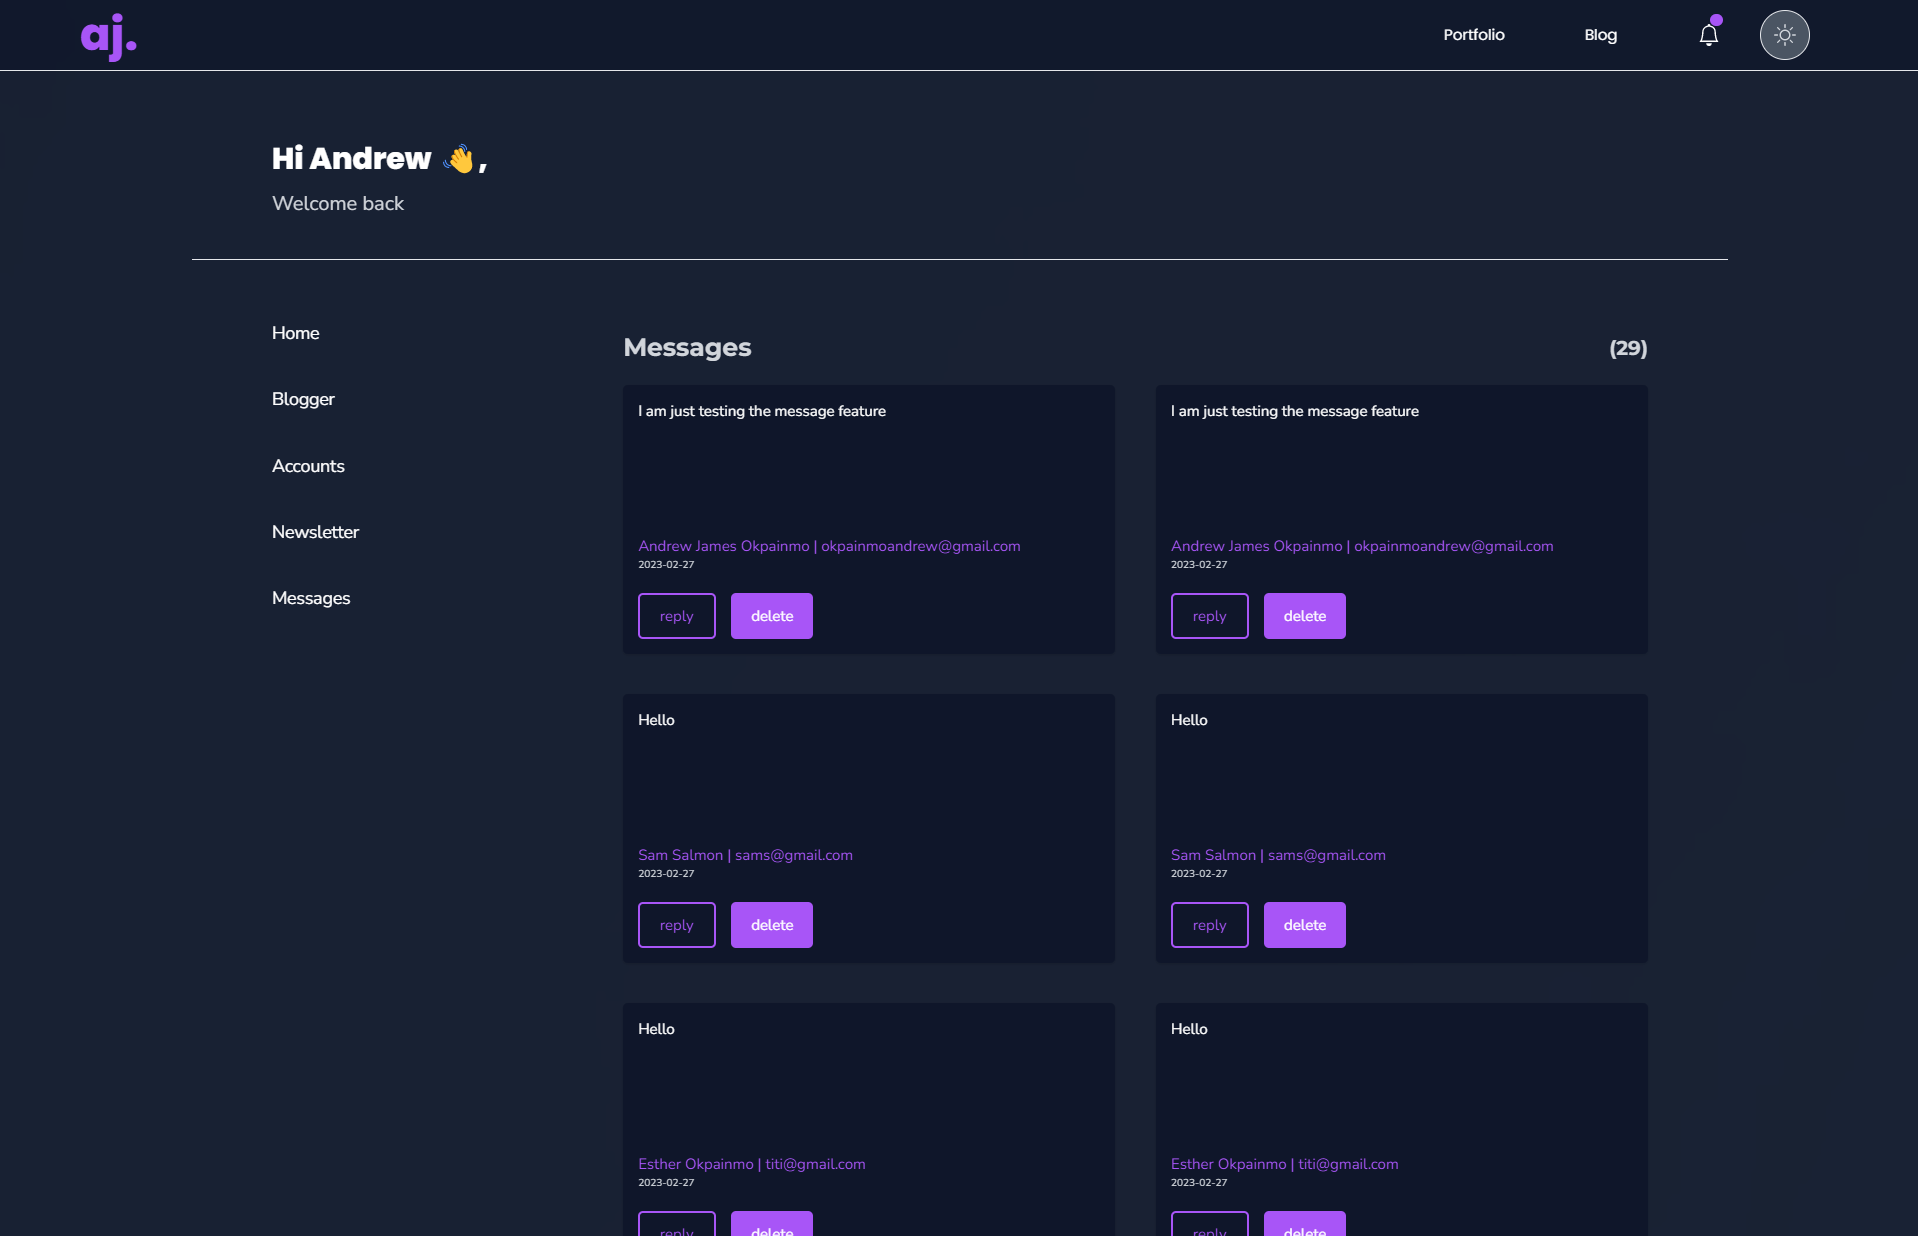 aj.
Portfolio
Blog
Hi Andrew 👋,
Welcome back
Home
Blogger
Accounts
Newsletter
Messages
Messages
(29)
I am just testing the message feature
Andrew James Okpainmo | okpainmoandrew@gmail.com
2023-02-27
reply
delete
I am just testing the message feature
Andrew James Okpainmo | okpainmoandrew@gmail.com
2023-02-27
reply
delete
Hello
Sam Salmon | sams@gmail.com
2023-02-27
reply
delete
Hello
Sam Salmon | sams@gmail.com
2023-02-27
reply
delete
Hello
Esther Okpainmo | titi@gmail.com
2023-02-27
reply
delete
Hello
Esther Okpainmo | titi@gmail.com
2023-02-27
reply
delete